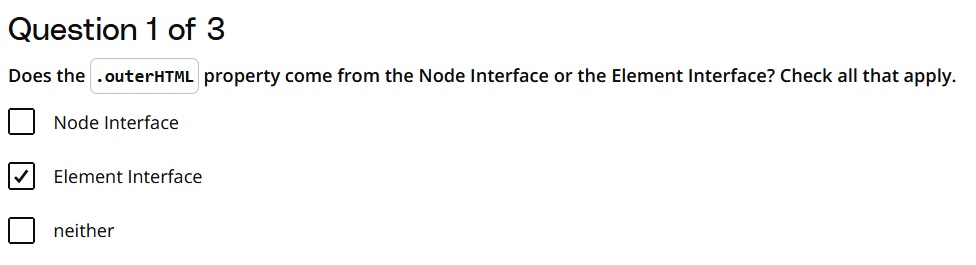 Question 1 of 3
Does the .outerHTML property come from the Node Interface or the Element Interface? Check all that apply.
Node Interface
Element Interface
neither